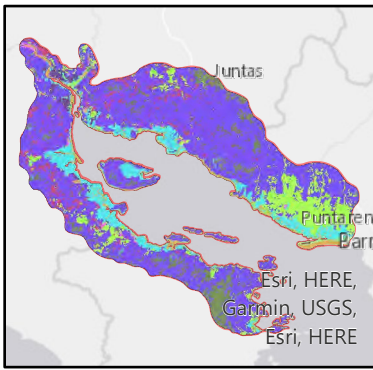 Juntas
Puntaren
Barr
Esri, HERE,
Garmin, USGS,
Esri, HERE